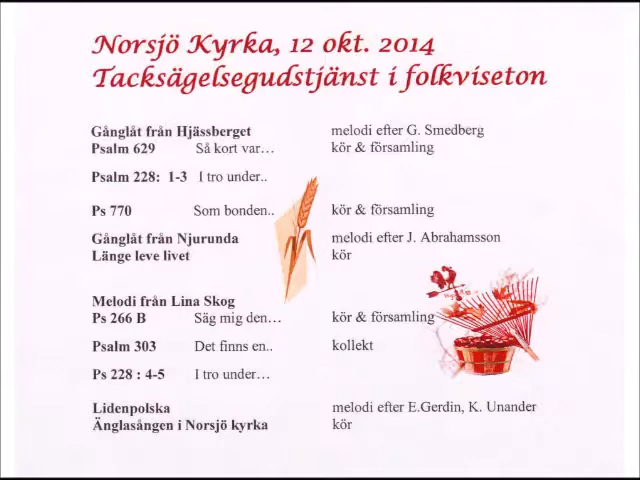 Norsjö Kyrka, 12 okt. 2014
Tacksägelsegudstjänst i folkviseton
Gånglåt från Hjässberget melodi efter G. Smedberg
Psalm 629 Så kort var… kör & församling
Psalm 228: 1-3 I tro under..
Ps 770 Som bonden.. kör & församling
Gånglåt från Njurunda melodi efter J. Abrahamsson
Länge leve livet kör
Melodi från Lina Skog
Ps 266 B Säg mig den… kör & församling
Psalm 303 Det finns en.. kollekt
Ps 228 : 4-5 I tro under…
Lidenpolska melodi efter E.Gerdin, K. Unander
Änglasången i Norsjö kyrka kör